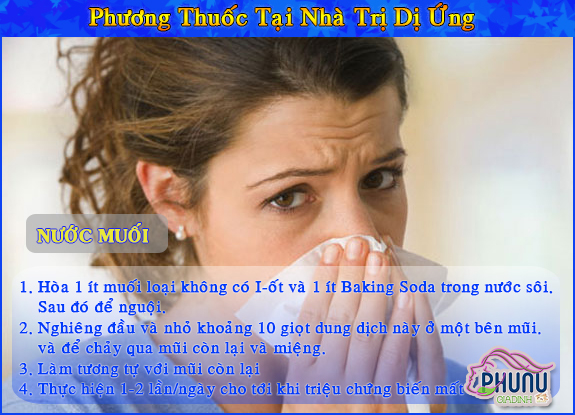 Phương Thuốc Tại Nhà Trị Dị Ứng
NƯỚC MUỐI
1. Hòa 1 ít muối loại không có I-ốt và 1 ít Baking Soda trong nước sôi.
Sau đó để nguội.
2. Nghiêng đầu và nhỏ khoảng 10 giọt dung dịch này ở một bên mũi.
và để chảy qua mũi còn lại và miệng.
3. Làm tương tự với mũi còn lại
4. Thực hiện 1-2 lần/ngày cho tới khi triệu chứng biến mất
PHUNU
GIADINH